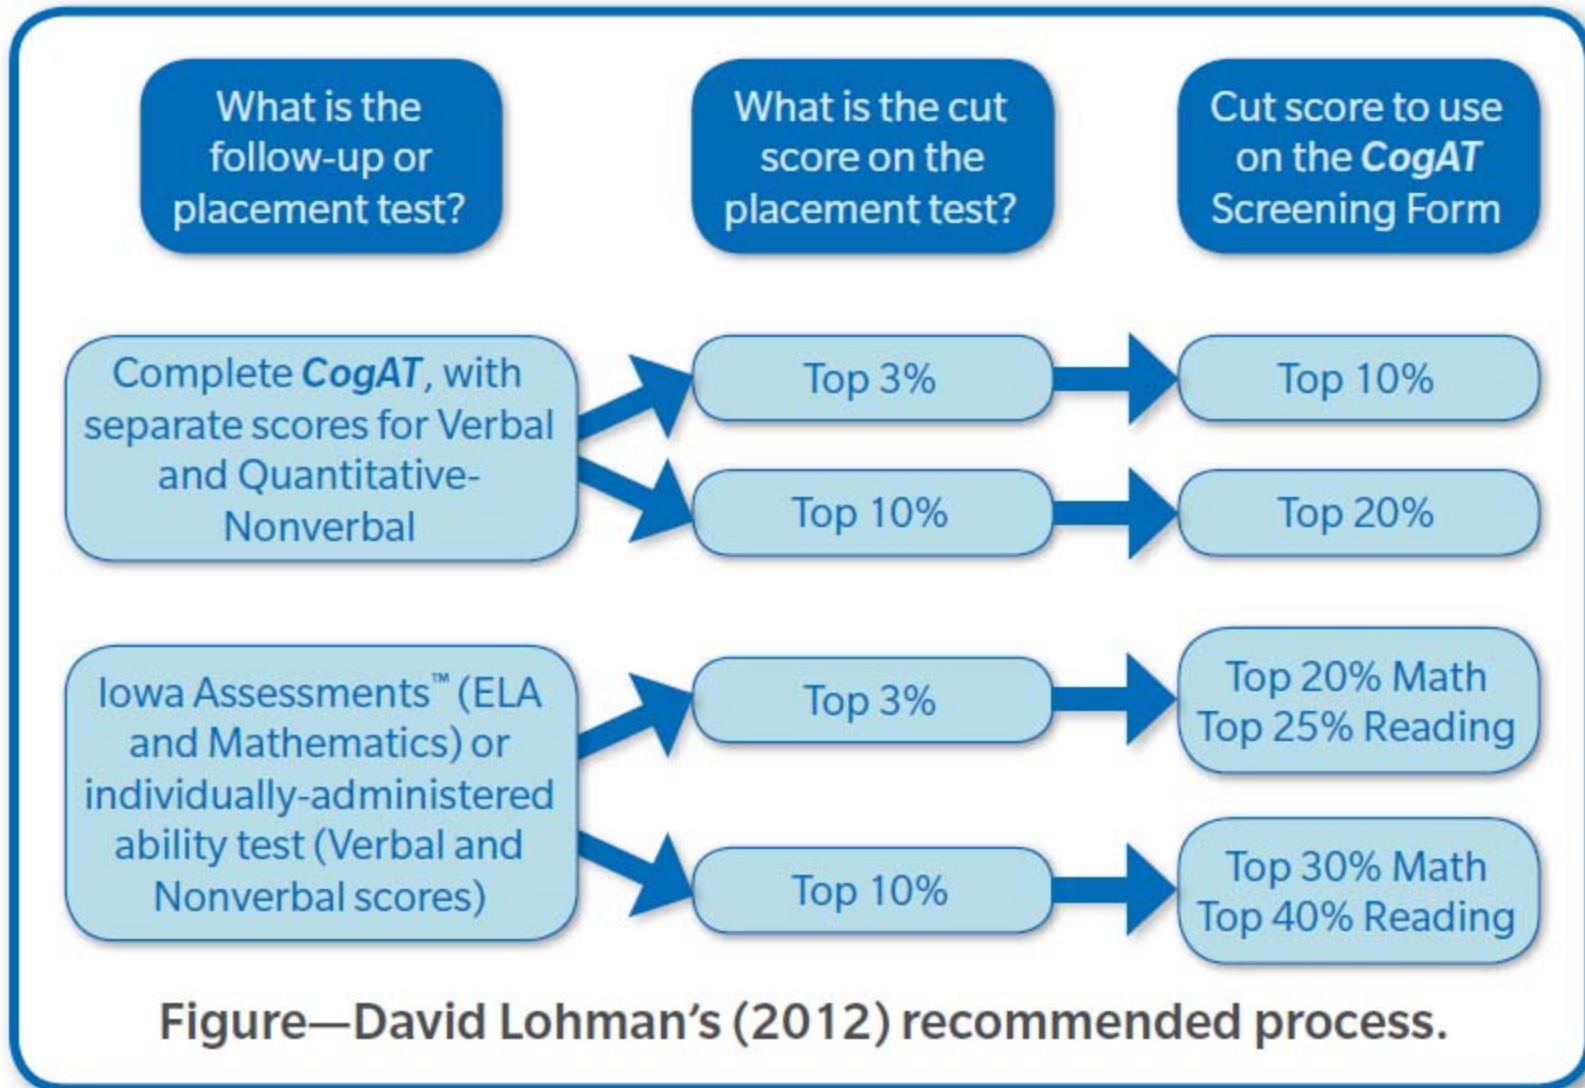 What is the
follow-up or
placement test?
What is the cut
score on the
placement test?
Cut score to use
on the CogAT
Screening Form
Complete CogAT, with
separate scores for Verbal
and Quantitative-
Nonverbal
Top 3%
Top 10%
Top 10%
Top 20%
Iowa Assessments™ (ELA
and Mathematics) or
individually-administered
ability test (Verbal and
Nonverbal scores)
Top 3%
Top 20% Math
Top 25% Reading
Top 10%
Top 30% Math
Top 40% Reading
Figure—David Lohman's (2012) recommended process.